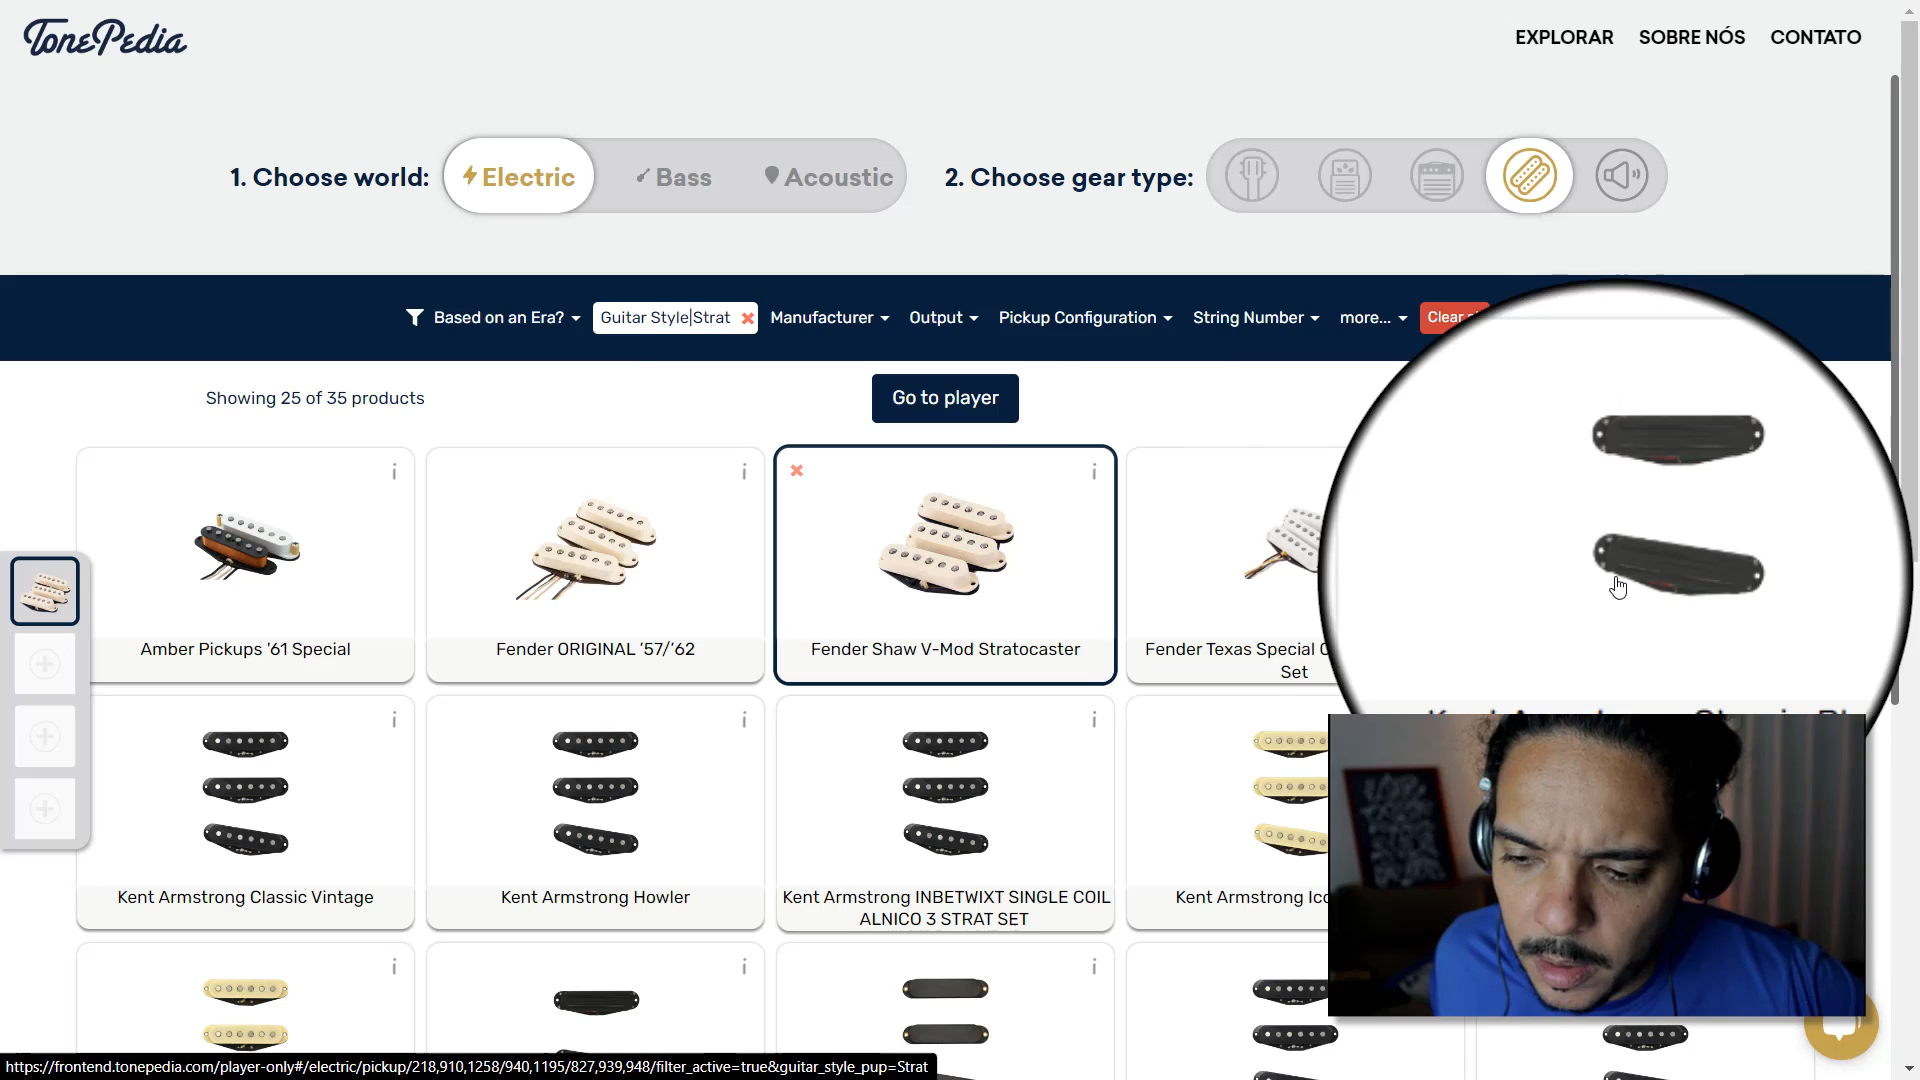 TonePedia
EXPLORAR SOBRE NÓS CONTATO
1. Choose world: Electric Bass Acoustic 2. Choose gear type:
Based on an Era? Guitar Style|Strat Manufacturer Output Pickup Configuration String Number more... Clear
Showing 25 of 35 products
Go to player
Amber Pickups '61 Special
Fender ORIGINAL '57/'62
Fender Shaw V-Mod Stratocaster
Fender Texas Special
Set
Kent Armstrong Classic Vintage
Kent Armstrong Howler
Kent Armstrong INBETWIXT SINGLE COIL
ALNICO 3 STRAT SET
Kent Armstrong
https://frontend.tonepedia.com/player-only#/electric/pickup/218,910,1258/940,1195/827,939,948/filter_active=true&guitar_style_pup=Strat